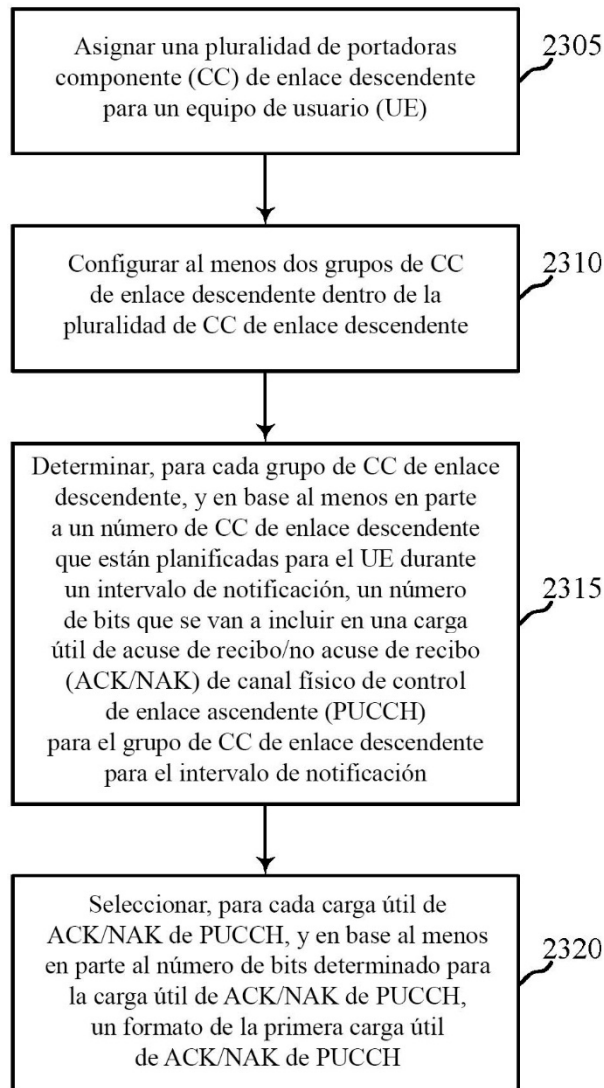 Asignar una pluralidad de portadoras
componente (CC) de enlace descendente
para un equipo de usuario (UE)
2305
Configurar al menos dos grupos de CC
de enlace descendente dentro de la
pluralidad de CC de enlace descendente
2310
Determinar, para cada grupo de CC de enlace
descendente, y en base al menos en parte
a un número de CC de enlace descendente
que están planificadas para el UE durante
un intervalo de notificación, un número
de bits que se van a incluir en una carga
útil de acuse de recibo/no acuse de recibo
(ACK/NAK) de canal físico de control
de enlace ascendente (PUCCH)
para el grupo de CC de enlace descendente
para el intervalo de notificación
2315
Seleccionar, para cada carga útil de
ACK/NAK de PUCCH, y en base al menos
en parte al número de bits determinado para
la carga útil de ACK/NAK de PUCCH,
un formato de la primera carga útil
de ACK/NAK de PUCCH
2320